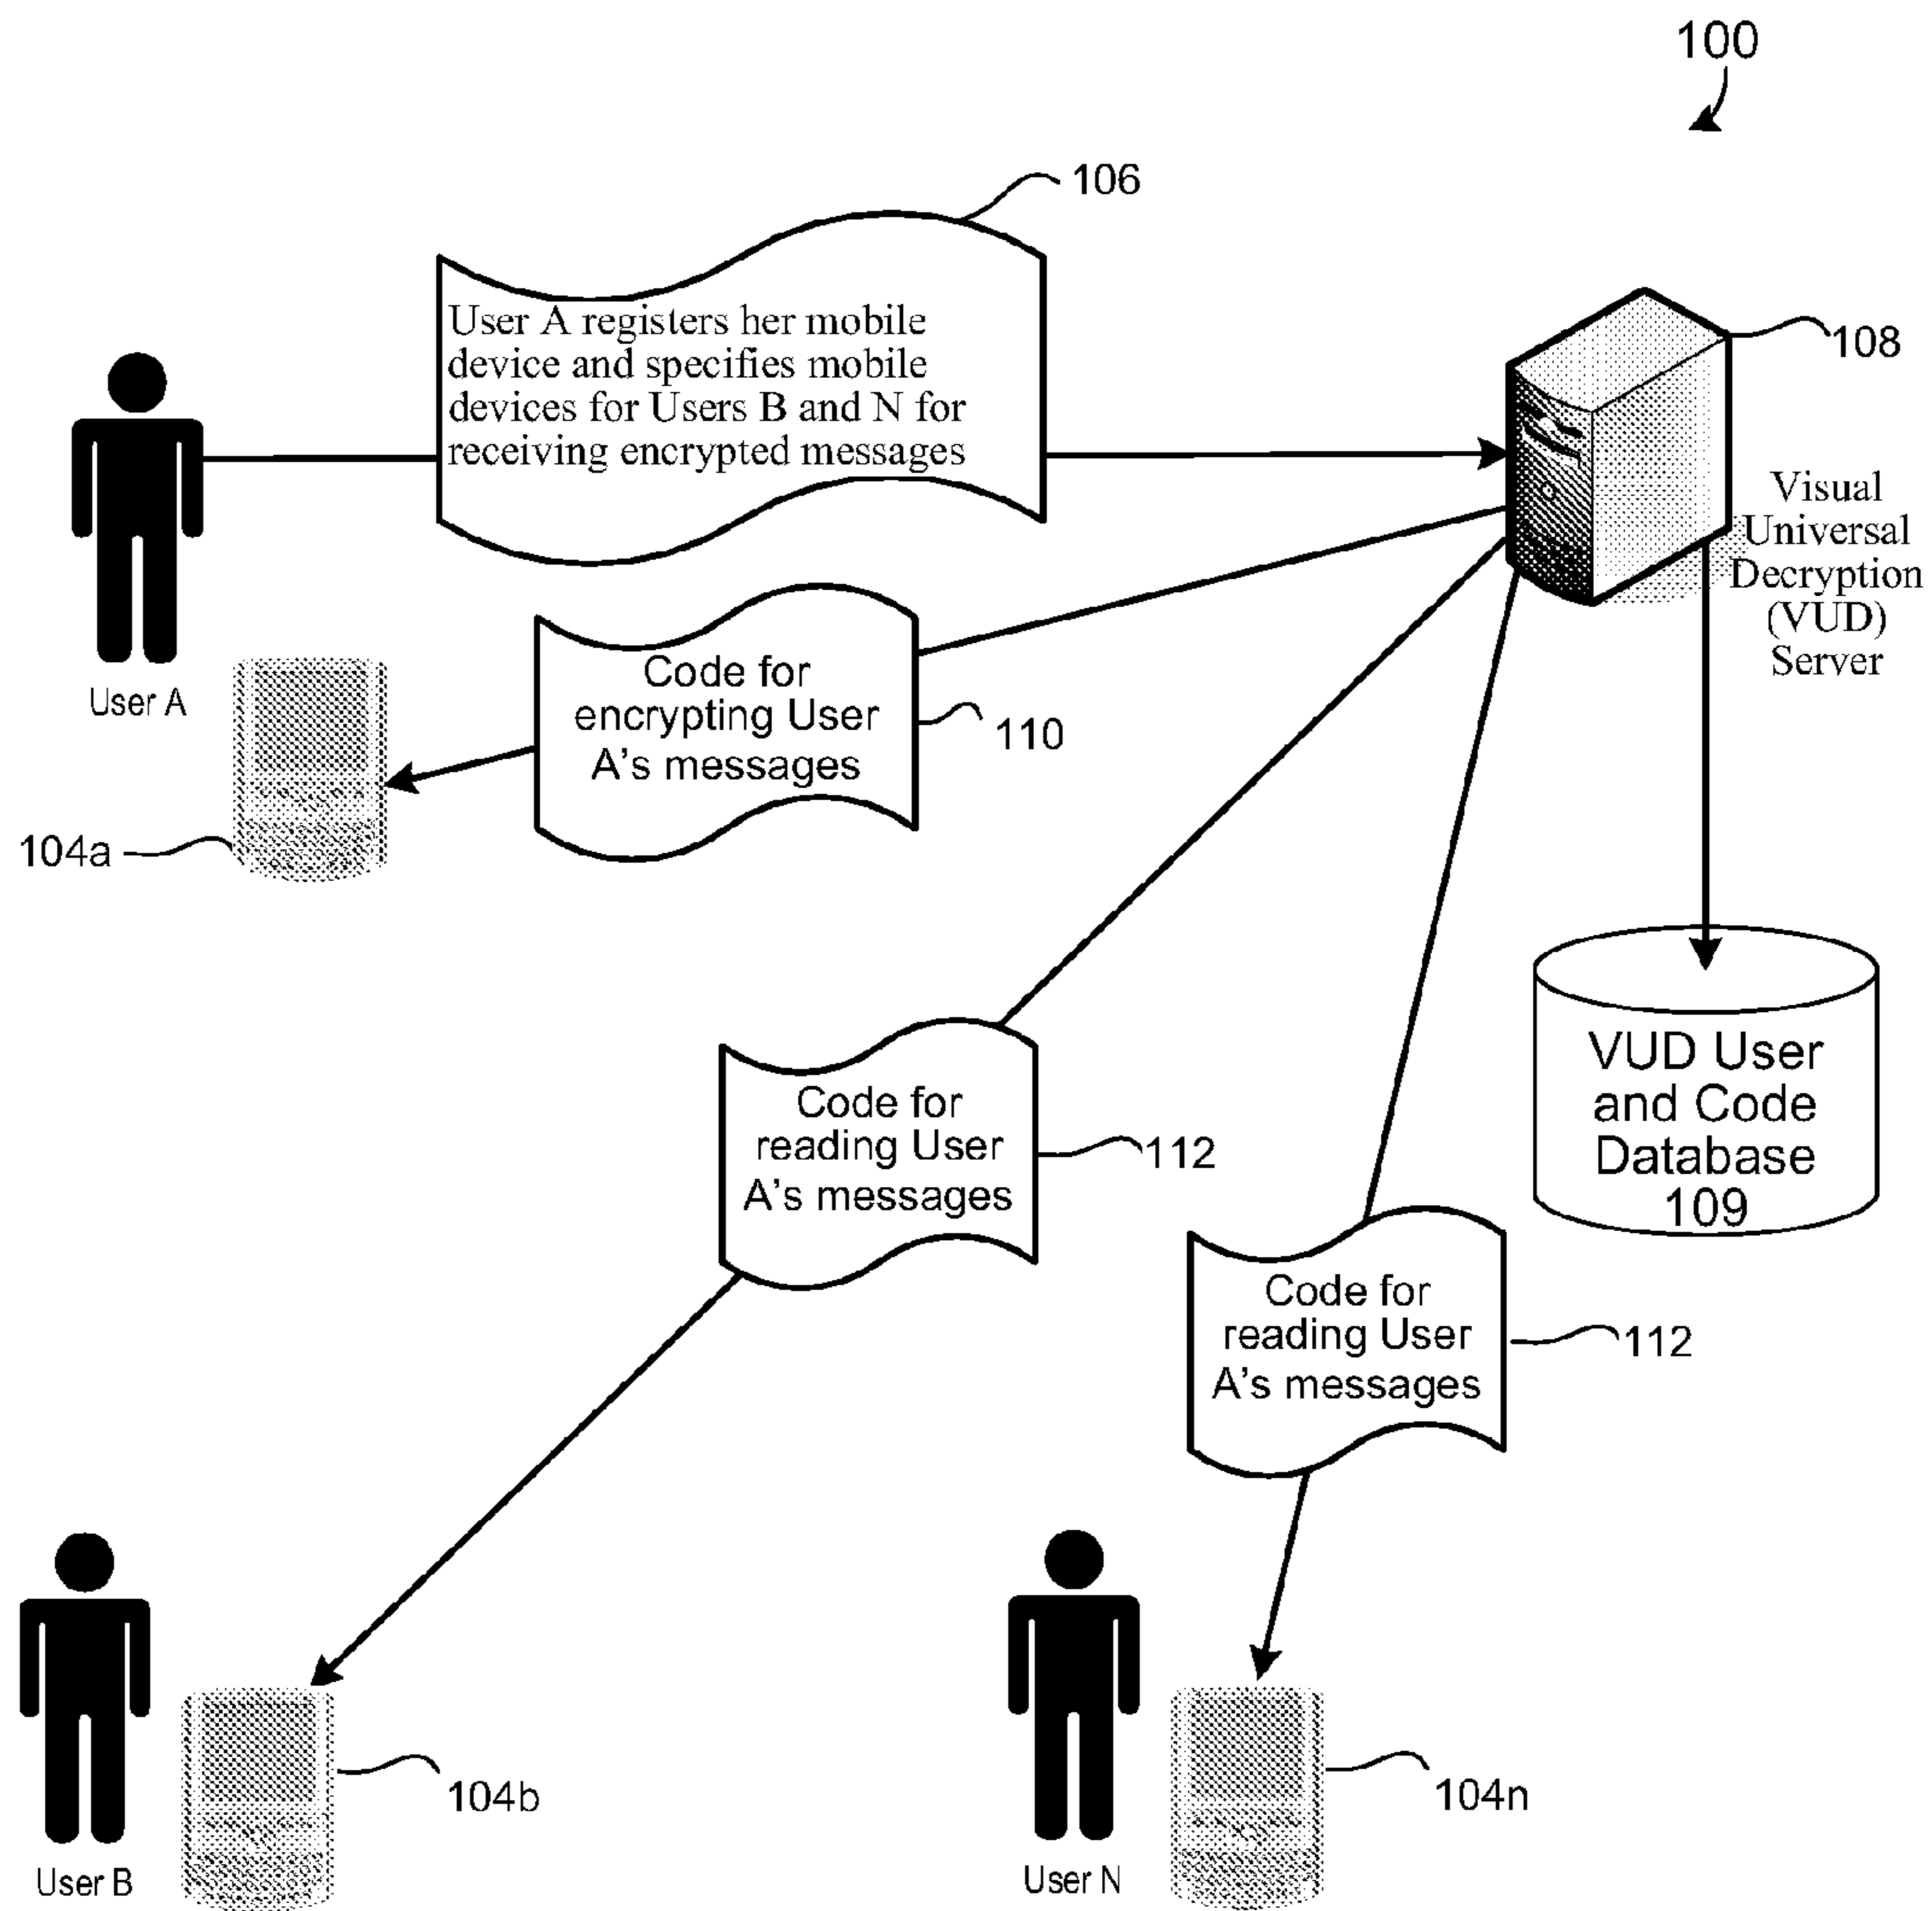 100
106
User A registers her mobile
device and specifies mobile
devices for Users B and N for
receiving encrypted messages
108
Visual
Universal
Decryption
(VUD)
Server
User A
Code for
encrypting User
A's messages
110
104a
Code for
reading User
A's messages
112
VUD User
and Code
Database
109
Code for
reading User
A's messages
112
User B
104b
User N
104n